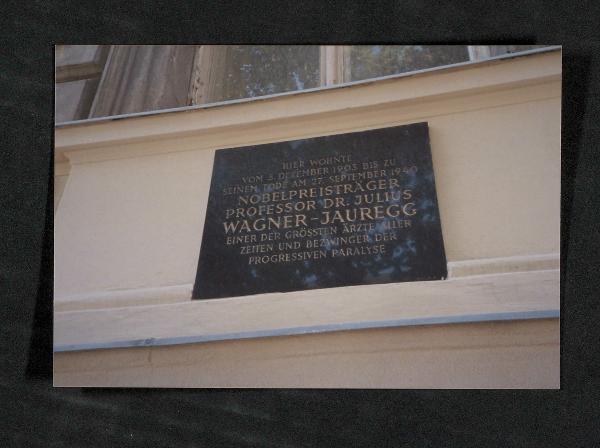 HIER WOHNTE
VOM 3. DEZEMBER 1903 BIS ZU
SEINEM TODE AM 27. SEPTEMBER 1940
NOBELPREISTRÄGER
PROFESSOR DR. JULIUS
WAGNER-JAUREGG
EINER DER GRÖSSTEN ÄRZTE ALLER
ZEITEN UND BEZWINGER DER
PROGRESSIVEN PARALYSE